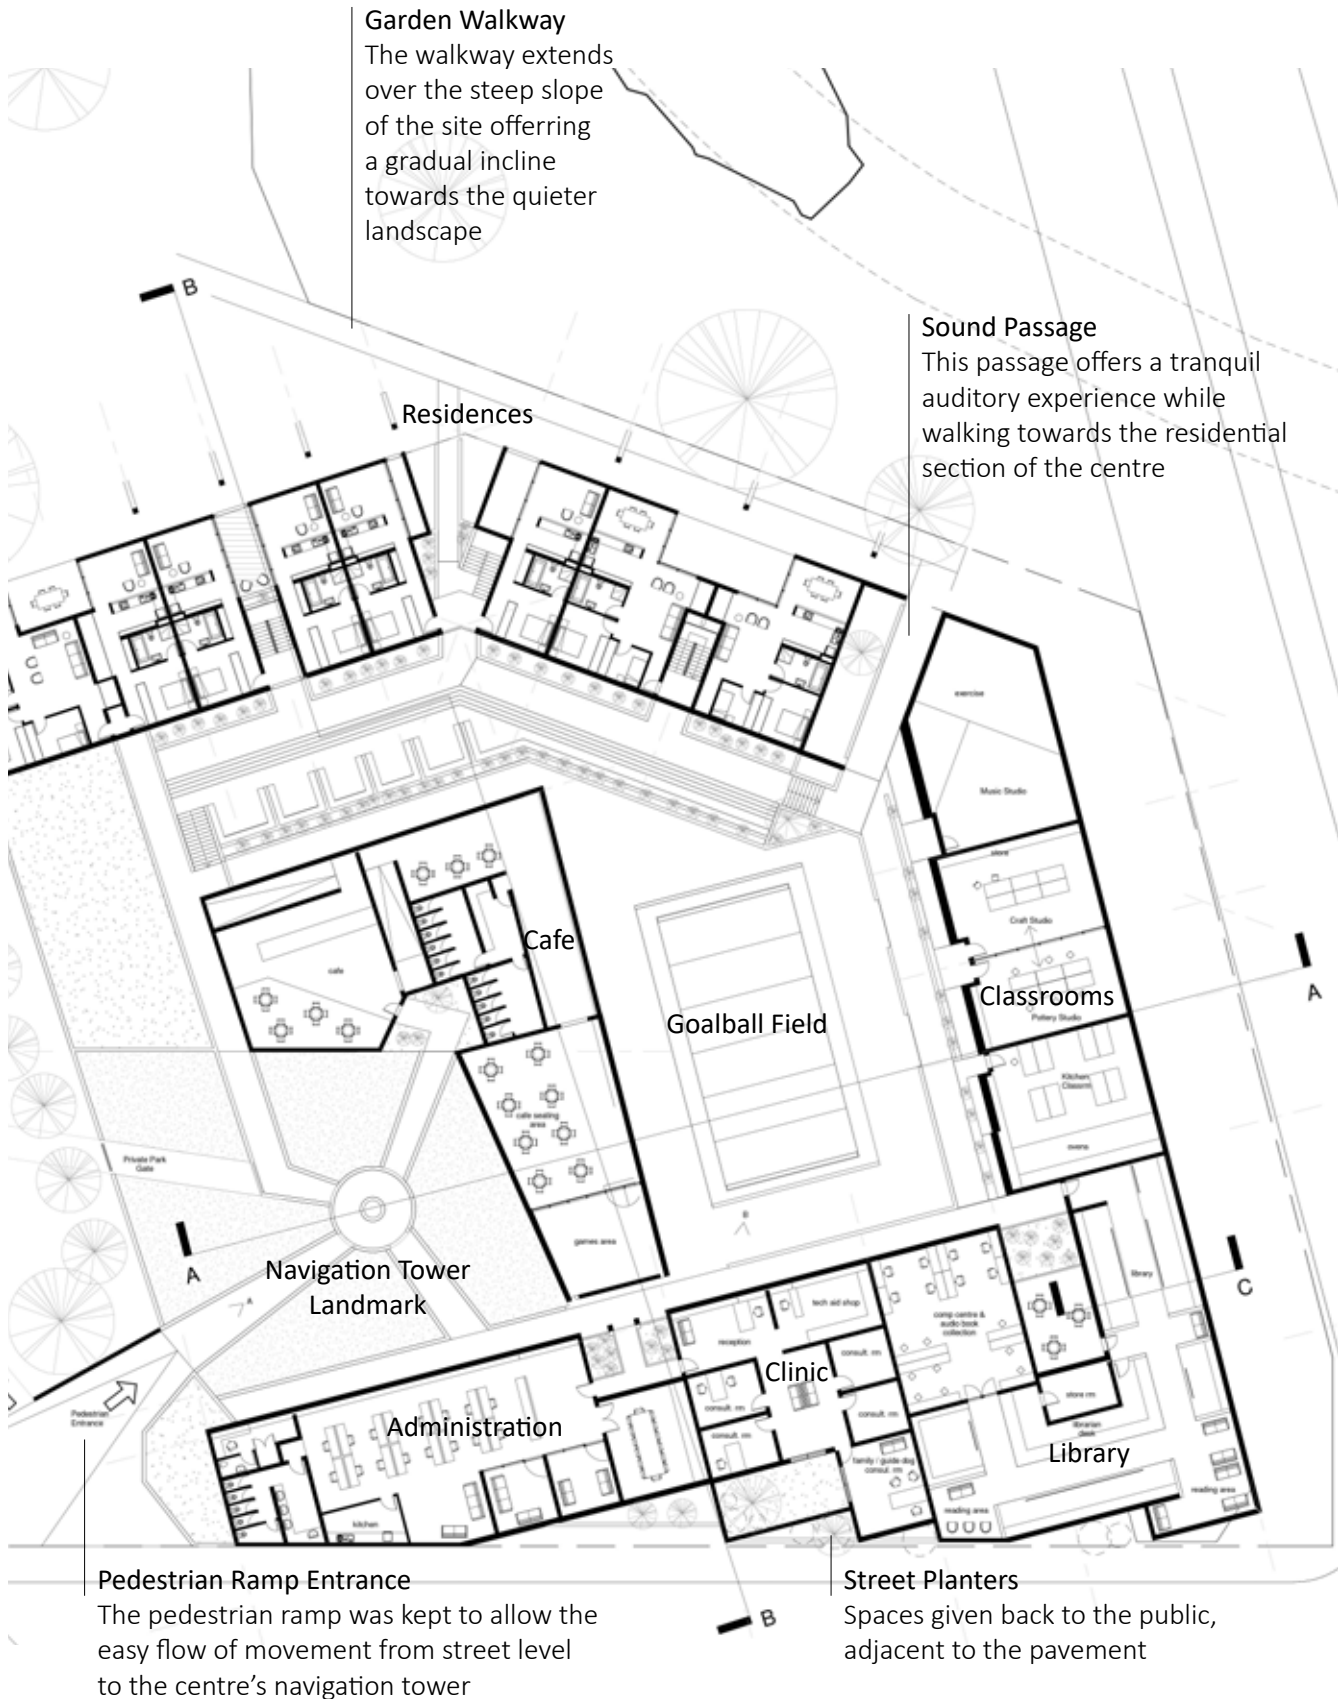 Garden Walkway
The walkway extends
over the steep slope
of the site offerring
a gradual incline
towards the quieter
landscape
B
Sound Passage
This passage offers a tranquil
auditory experience while
walking towards the residential
section of the centre
Residences
exercise
Music Studio
store
Craft Studio
Cafe
cafe
Classrooms
Pottery Studio
A
Goalball Field
Kitchen
Classrm
cafe seating
area
ovens
Private Park
Gate
B
games area
A
Navigation Tower
Landmark
A
library
C
tech aid shop
comp centre &
audio book
collection
reception
Clinic
consult. rm
consult. rm
store rm
Pedestrian
Entrance
Administration
consult. rm
consult. rm
librarian
desk
Library
family / guide dog
consul. rm
reading area
reading area
kitchen
Pedestrian Ramp Entrance
The pedestrian ramp was kept to allow the
easy flow of movement from street level
to the centre’s navigation tower
B
Street Planters
Spaces given back to the public,
adjacent to the pavement